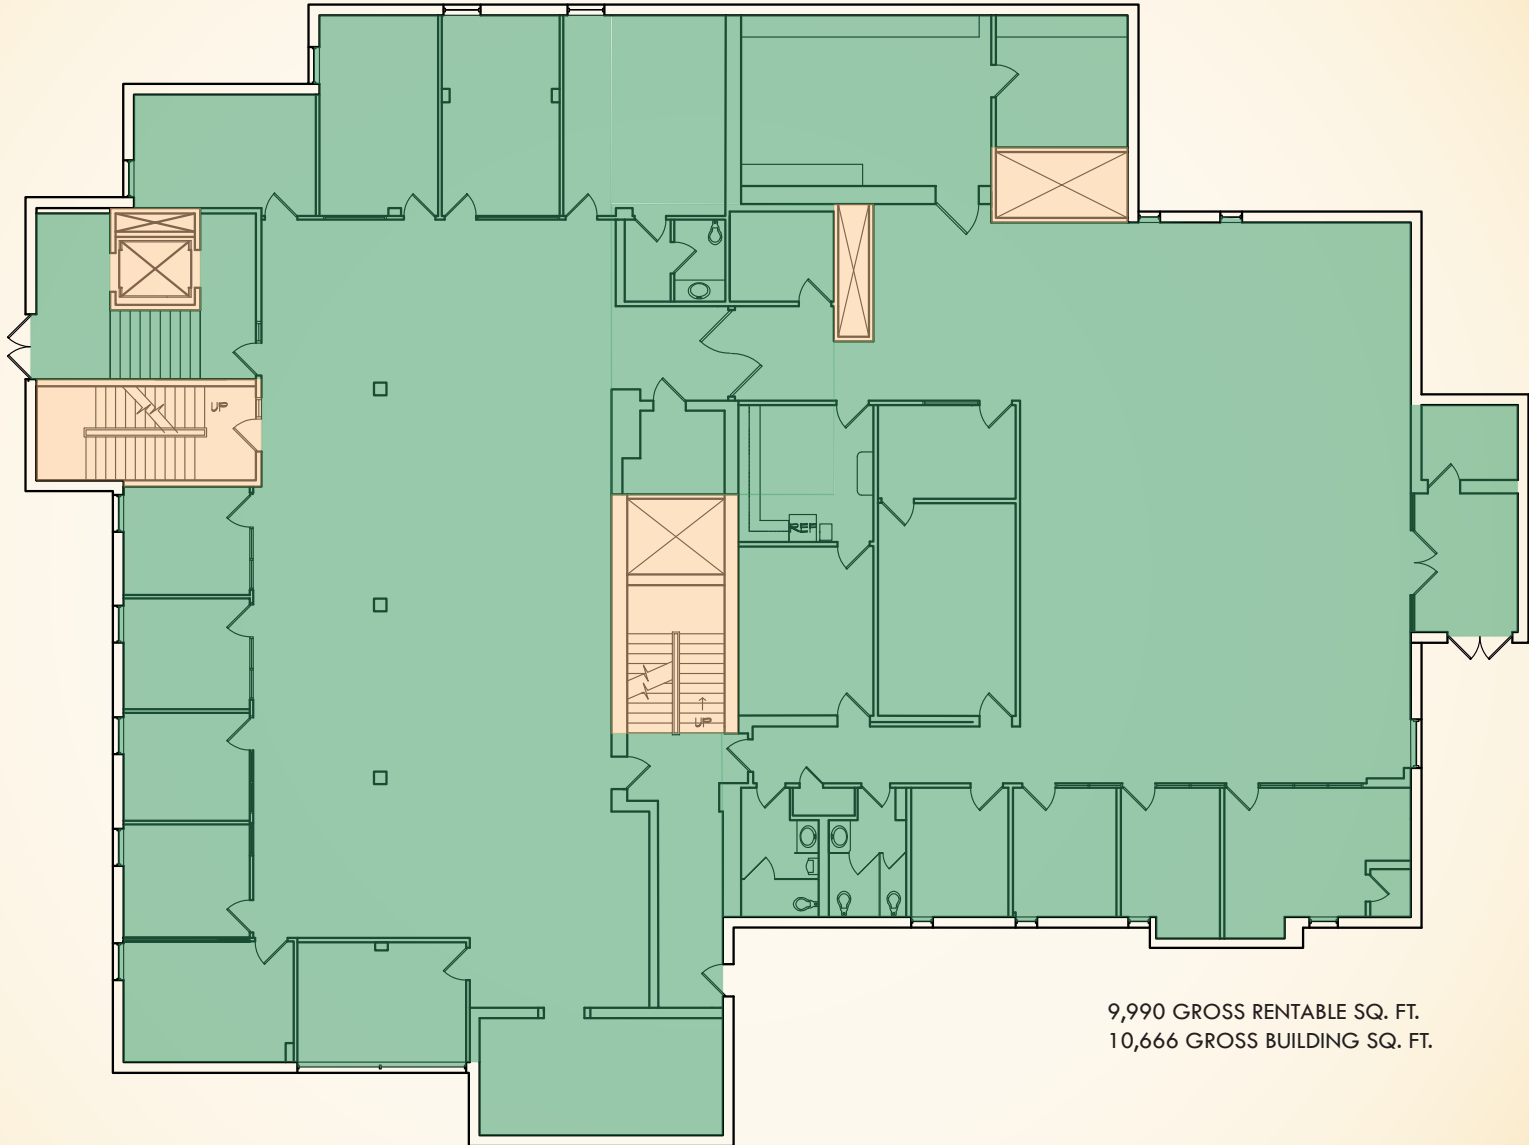 UP
REF
UP
9,990 GROSS RENTABLE SQ. FT.
10,666 GROSS BUILDING SQ. FT.